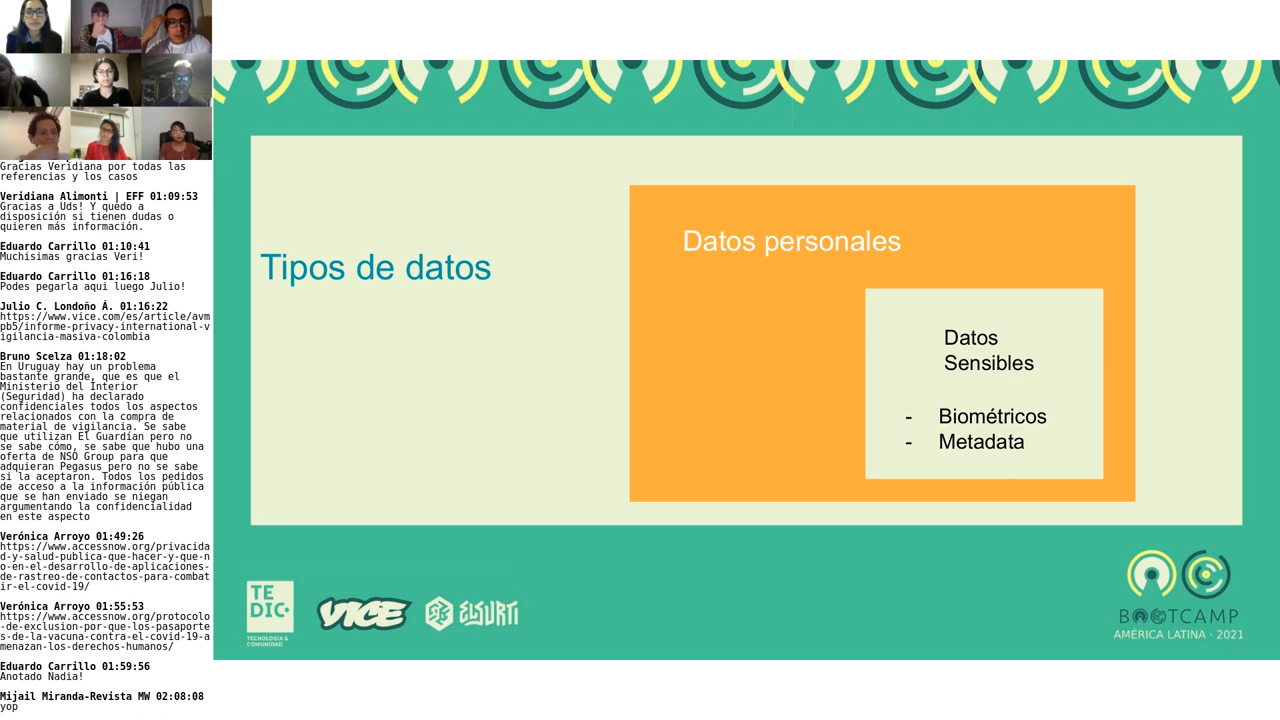 Gracias Veridiana por todas las
referencias y los casos
Veridiana Alimonti | EFF 01:09:53
Gracias a Uds! Y quedo a
disposición si tienen dudas o
quieren más información.
Eduardo Carrillo 01:10:41
Muchísimas gracias Veri!
Eduardo Carrillo 01:16:18
Podes pegarla aqui luego Julio!
Julio C. Londoño Á. 01:16:22
https://www.vice.com/es/article/avm
pb5/informe-privacy-international-v
igilancia-masiva-colombia
Bruno Scelza 01:18:02
En Uruguay hay un problema
bastante grande, que es que el
Ministerio del Interior
(Seguridad) ha declarado
confidenciales todos los aspectos
relacionados con la compra de
material de vigilancia. Se sabe
que utilizan El Guardían pero no
se sabe cómo, se sabe que hubo una
oferta de NSO Group para que
adquieran Pegasus pero no se sabe
si la aceptaron. Todos los pedidos
de acceso a la información pública
que se han enviado se niegan
argumentando la confidencialidad
en este aspecto
Verónica Arroyo 01:49:26
https://www.accessnow.org/privacida
d-y-salud-publica-que-hacer-y-que-n
o-en-el-desarrollo-de-aplicaciones-
de-rastreo-de-contactos-para-combat
ir-el-covid-19/
Verónica Arroyo 01:55:53
https://www.accessnow.org/protocolo
-de-exclusion-por-que-los-pasaporte
s-de-la-vacuna-contra-el-covid-19-a
menazan-los-derechos-humanos/
Eduardo Carrillo 01:59:56
Anotado Nadia!
Mijail Miranda-Revista MW 02:08:08
yop
Tipos de datos
Datos personales
Datos
Sensibles
- Biométricos
- Metadata
TE
DIC
TECNOLOGÍA &
COMUNIDAD
VICE
ELSURTI
BOOTCAMP
AMÉRICA LATINA · 2021